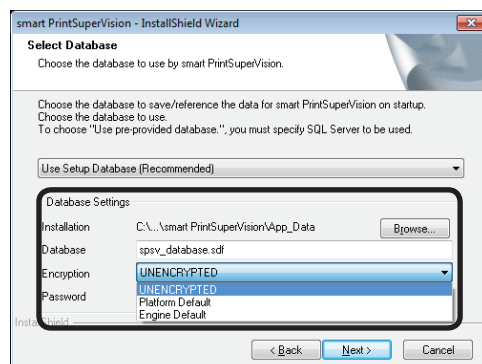 smart PrintSuperVision - InstallShield Wizard
Select Database
Choose the database to use by smart PrintSuperVision.
Choose the database to save/reference the data for smart PrintSuperVision on startup.
Choose the database to use.
To choose "Use pre-provided database.", you must specify SQL Server to be used.
Use Setup Database (Recommended)
Database Settings
Installation C:\...\smart PrintSuperVision\App_Data Browse...
Database spsv_database.sdf
Encryption UNENCRYPTED
UNENCRYPTED
Password Platform Default
Engine Default
InstallShield
< Back Next > Cancel